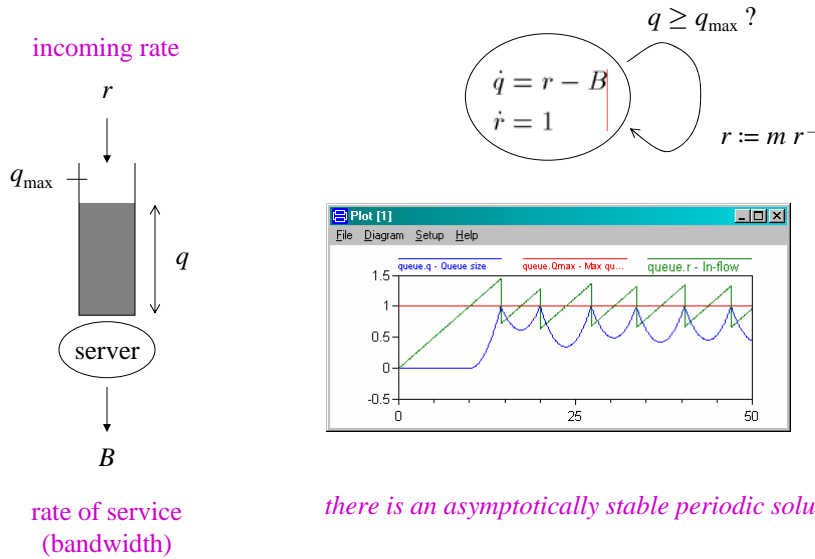 incoming rate
r
q_max
q
server
B
rate of service
(bandwidth)
q ≥ q_max ?
q̇ = r − B
ṙ = 1
r := m r⁻
Plot [1]
File Diagram Setup Help
queue.q - Queue size queue.Qmax - Max qu... queue.r - In-flow
1.5
1
0.5
0
-0.5
0 25 50
there is an asymptotically stable periodic solu